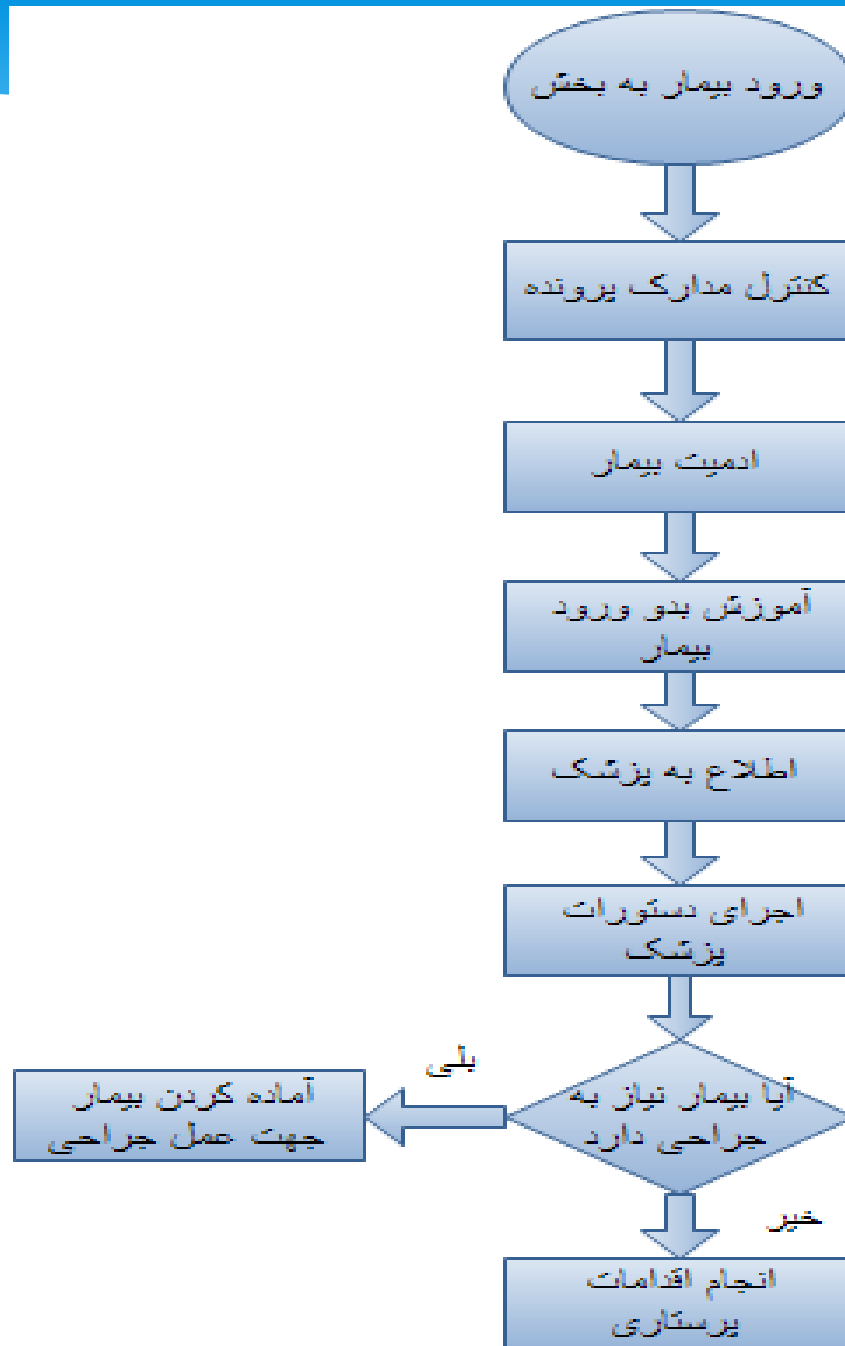 ورود بیمار به بخش
کنترل مدارک پرونده
ادمیت بیمار
آموزش بدو ورود
بیمار
اطلاع به پزشک
اجرای دستورات
پزشک
آیا بیمار نیاز به
جراحی دارد
بلی
آماده کردن بیمار
جهت عمل جراحی
خیر
انجام اقدامات
پرستاری